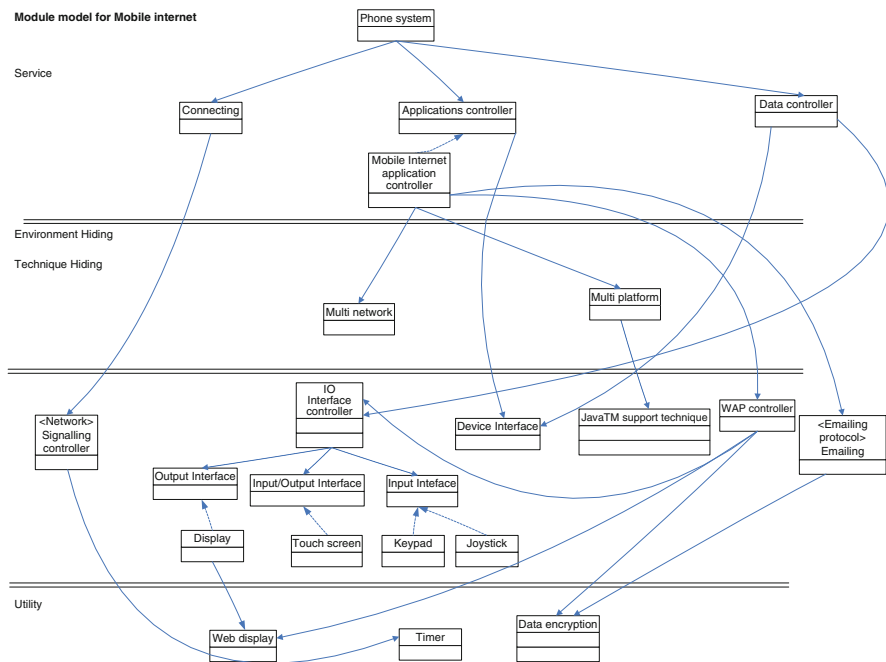 Module model for Mobile internet
Phone system
Service
Connecting
Applications controller
Data controller
Mobile Internet
application
controller
Environment Hiding
Technique Hiding
Multi network
Multi platform
IO
Interface
controller
<Network>
Signalling
controller
Device Interface
JavaTM support technique
WAP controller
<Emailing
protocol>
Emailing
Output Interface
Input/Output Interface
Input Inteface
Display
Touch screen
Keypad
Joystick
Utility
Web display
Timer
Data encryption